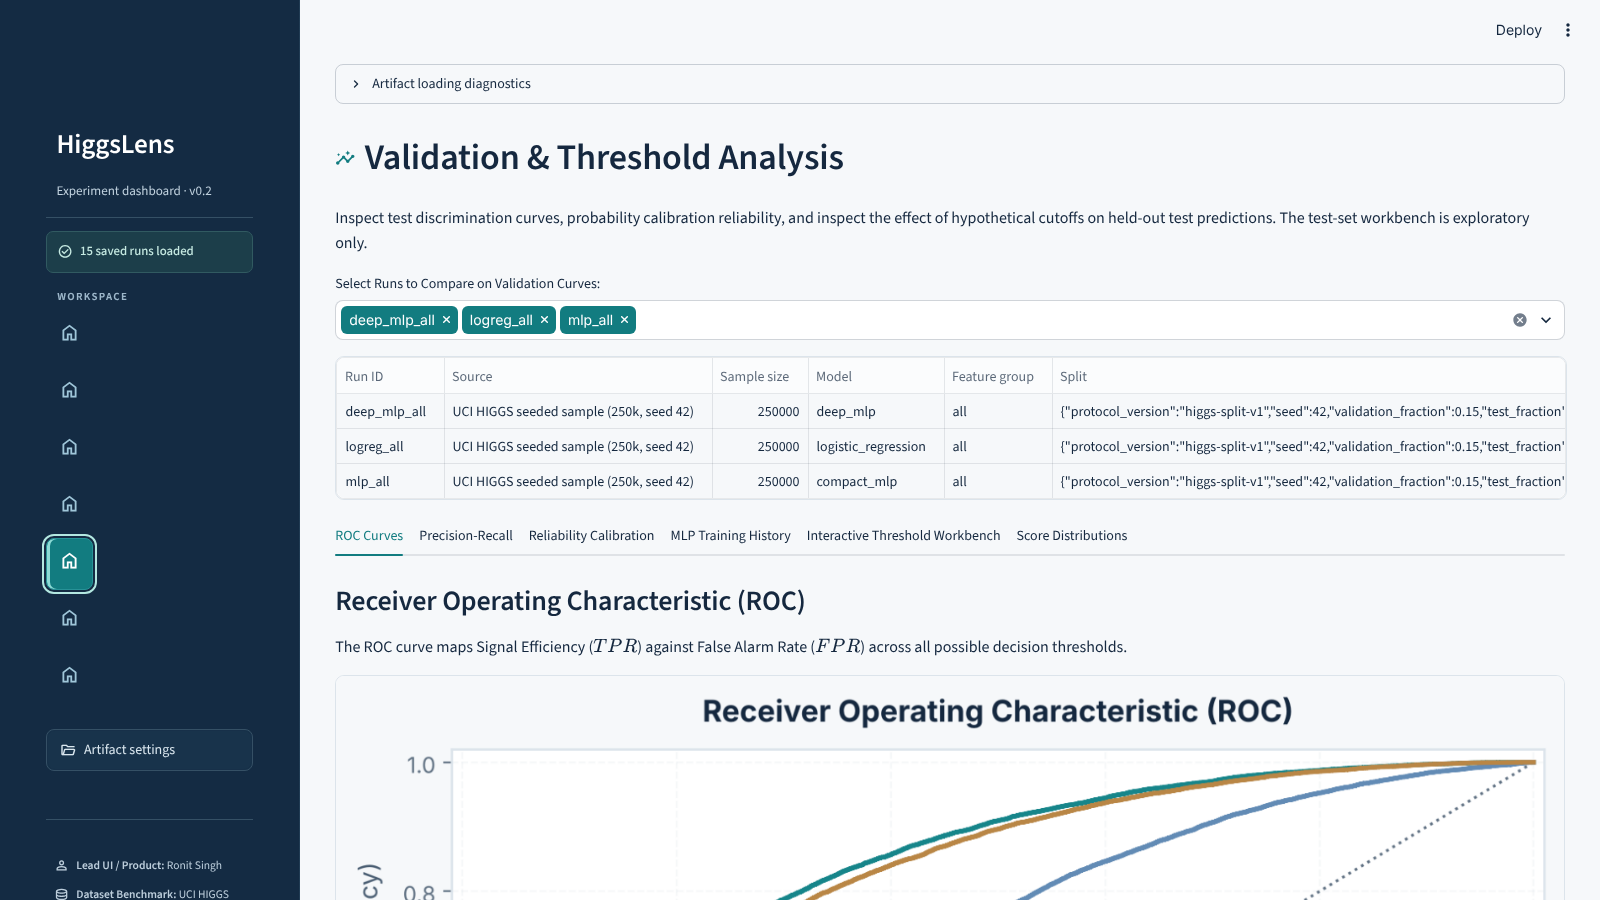 Deploy
Artifact loading diagnostics
HiggsLens
Experiment dashboard · v0.2
15 saved runs loaded
WORKSPACE
Artifact settings
Lead UI / Product: Ronit Singh
Dataset Benchmark: UCI HIGGS
Validation & Threshold Analysis
Inspect test discrimination curves, probability calibration reliability, and inspect the effect of hypothetical cutoffs on held-out test predictions. The test-set workbench is exploratory
only.
Select Runs to Compare on Validation Curves:
deep_mlp_all × logreg_all × mlp_all ×
Run ID Source Sample size Model Feature group Split
deep_mlp_all UCI HIGGS seeded sample (250k, seed 42) 250000 deep_mlp all {"protocol_version":"higgs-split-v1","seed":42,"validation_fraction":0.15,"test_fraction"
logreg_all UCI HIGGS seeded sample (250k, seed 42) 250000 logistic_regression all {"protocol_version":"higgs-split-v1","seed":42,"validation_fraction":0.15,"test_fraction"
mlp_all UCI HIGGS seeded sample (250k, seed 42) 250000 compact_mlp all {"protocol_version":"higgs-split-v1","seed":42,"validation_fraction":0.15,"test_fraction"
ROC Curves Precision-Recall Reliability Calibration MLP Training History Interactive Threshold Workbench Score Distributions
Receiver Operating Characteristic (ROC)
The ROC curve maps Signal Efficiency (TPR) against False Alarm Rate (FPR) across all possible decision thresholds.
Receiver Operating Characteristic (ROC)
1.0
0.8
cy)